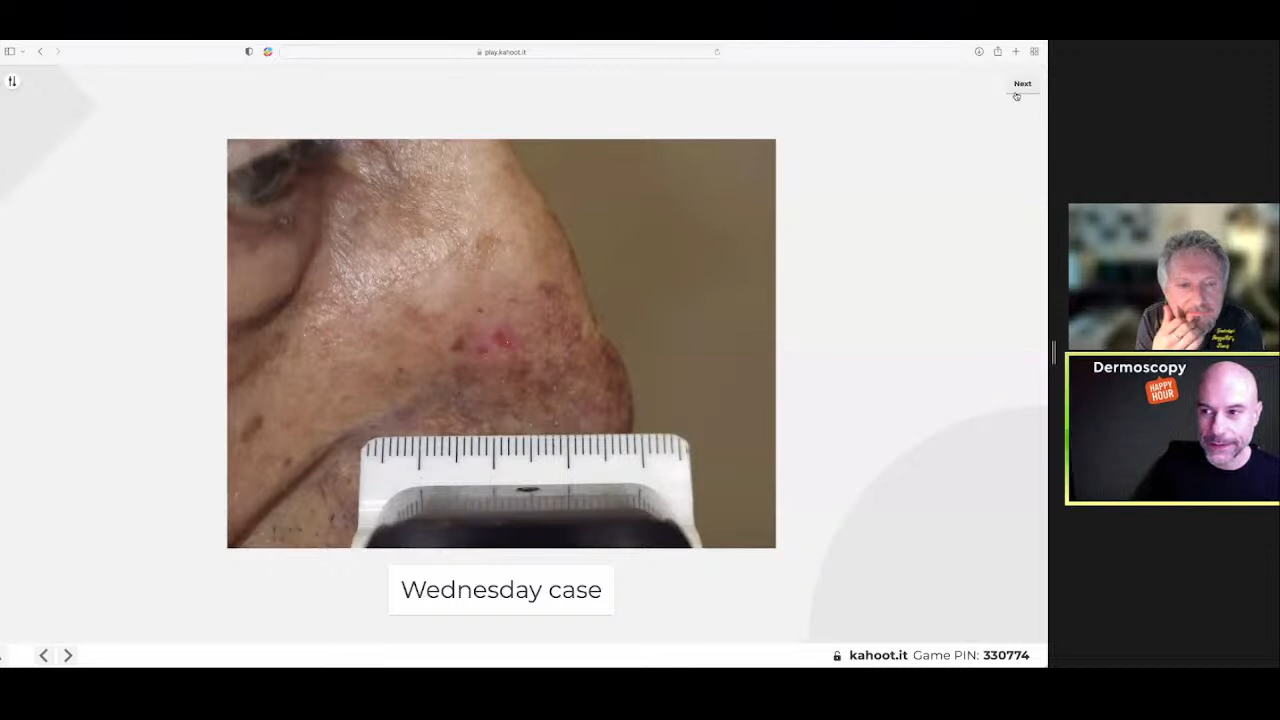 play.kahoot.it
Next
Wednesday case
kahoot.it Game PIN: 330774
Dermoscopy
HAPPY
HOUR